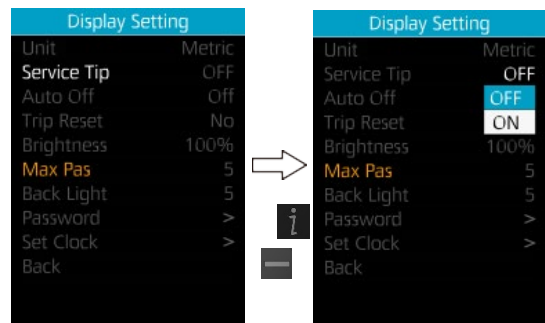 Display Setting
Unit Metric
Service Tip OFF
Auto Off Off
Trip Reset No
Brightness 100%
Max Pas 5
Back Light 5
Password >
Set Clock >
Back
i
Display Setting
Unit Metric
Service Tip OFF
Auto Off OFF
Trip Reset ON
Brightness 100%
Max Pas 5
Back Light 5
Password >
Set Clock >
Back